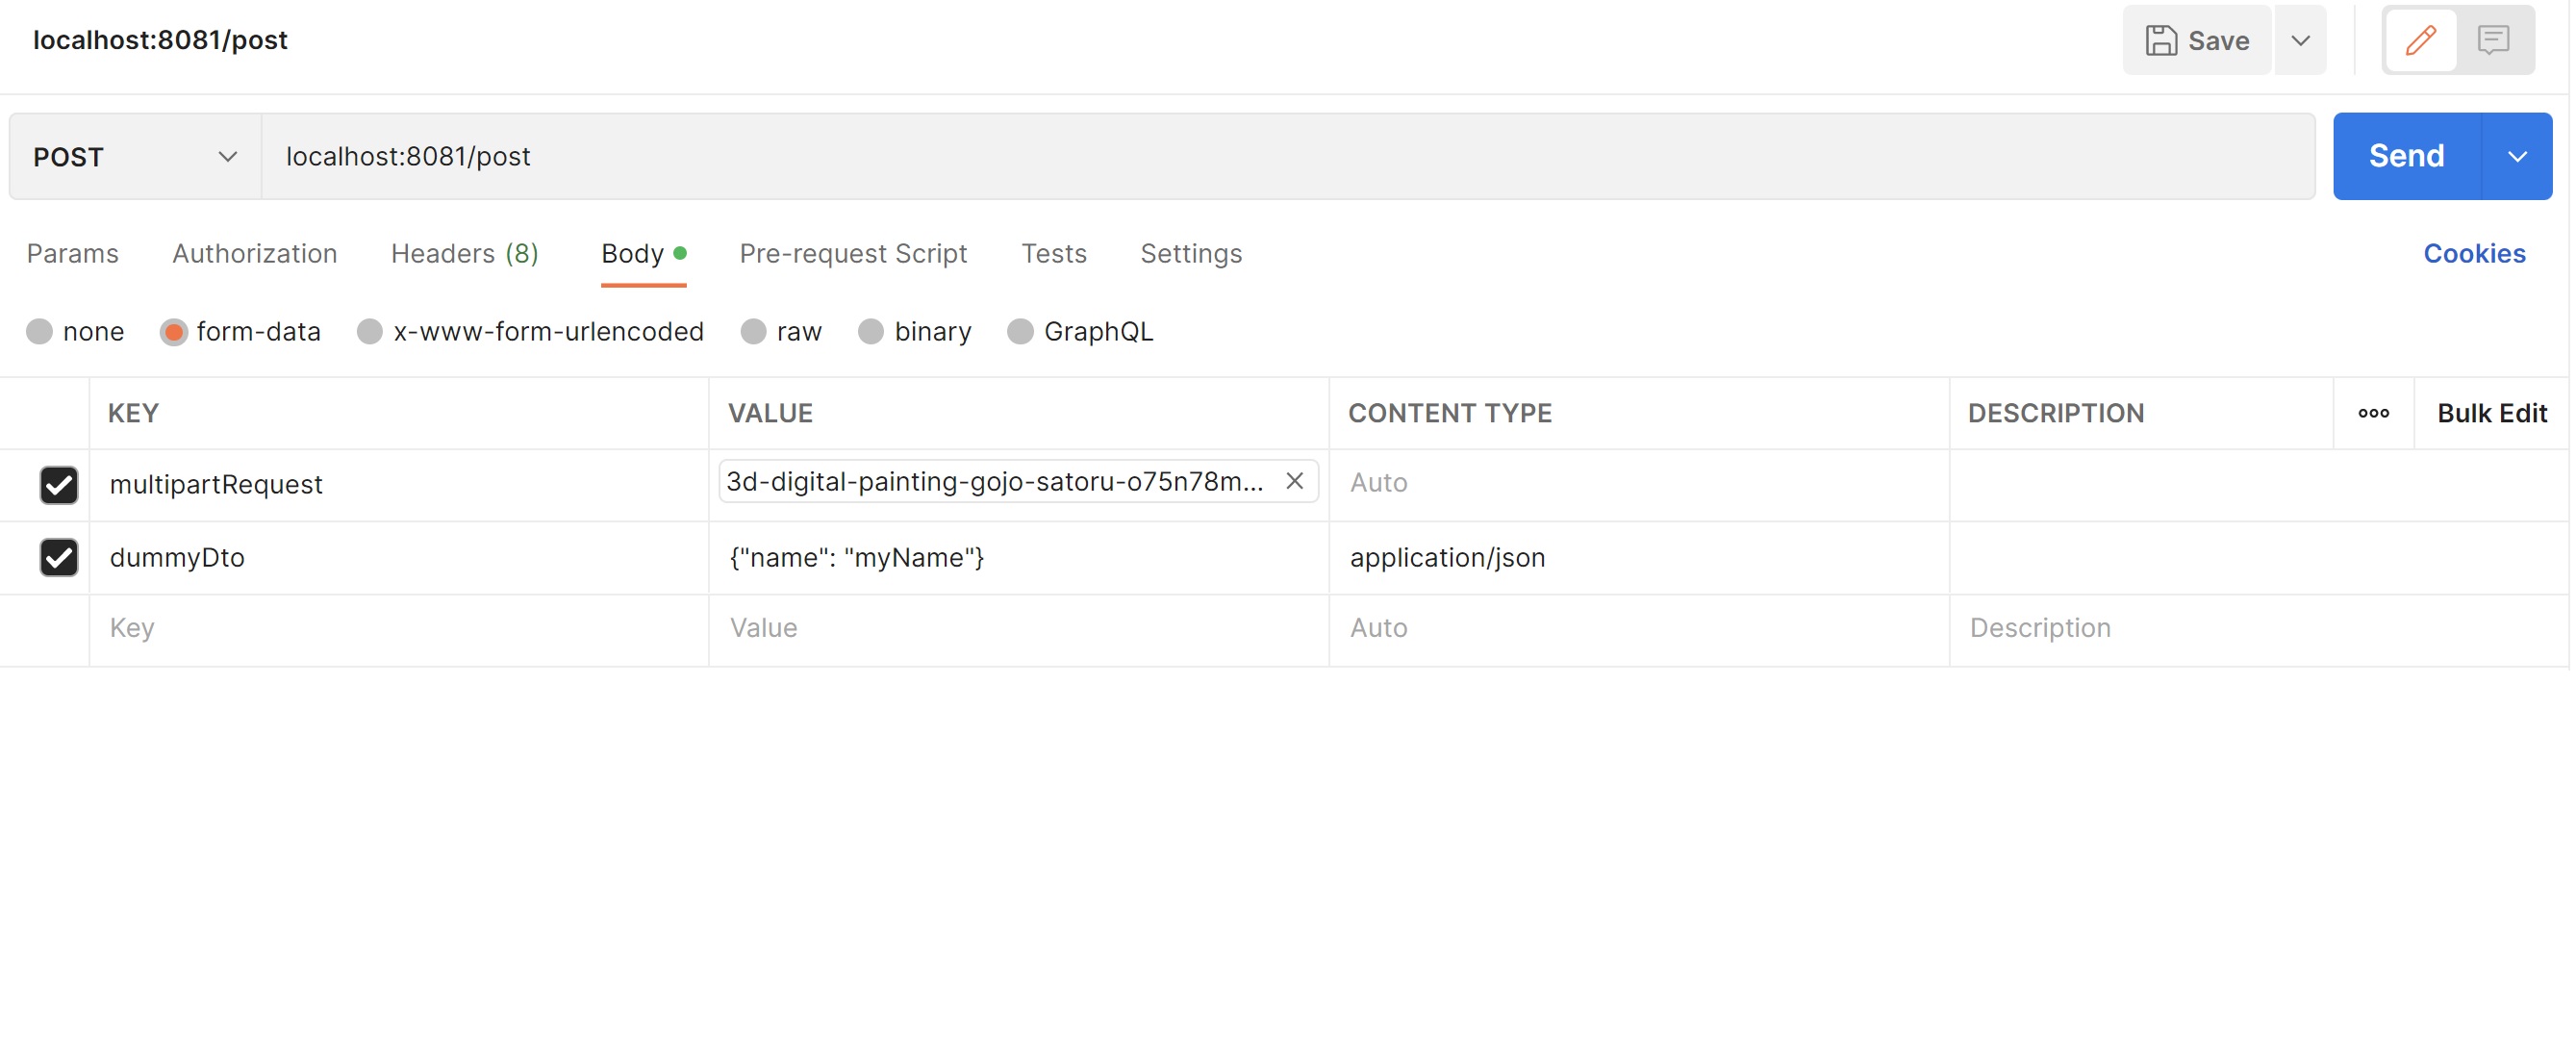 localhost:8081/post
Save
POST
localhost:8081/post
Send
Params Authorization Headers (8) Body Pre-request Script Tests Settings Cookies
none form-data x-www-form-urlencoded raw binary GraphQL
KEY VALUE CONTENT TYPE DESCRIPTION ooo Bulk Edit
multipartRequest 3d-digital-painting-gojo-satoru-o75n78m... Auto
dummyDto {"name": "myName"} application/json
Key Value Auto Description